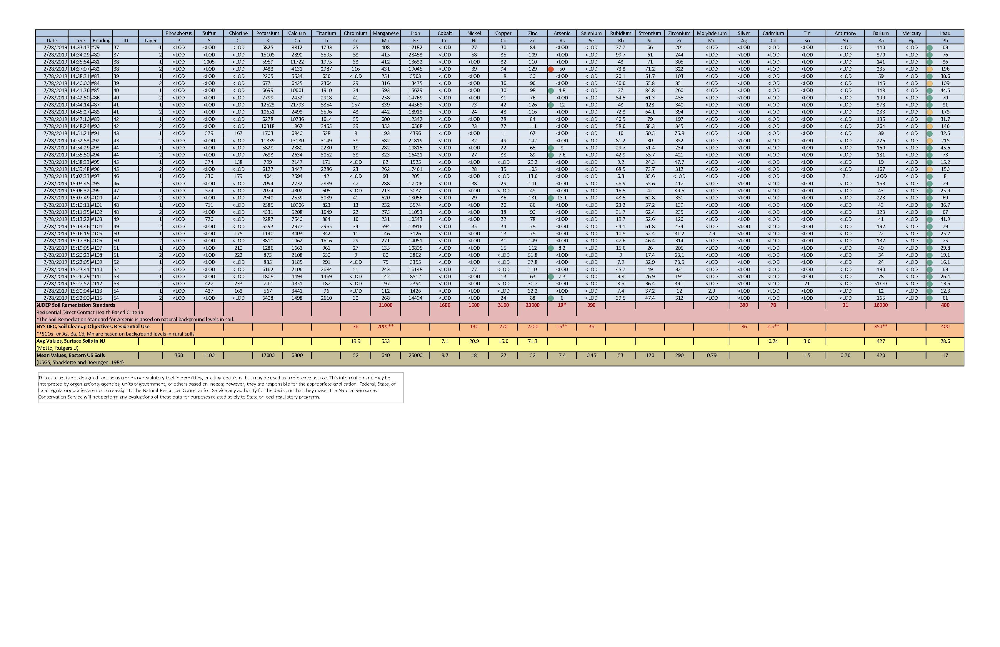 Phosphorus Sulfur Chlorine Potassium Calcium Titanium Chromium Manganese Iron Cobalt Nickel Copper Zinc Arsenic Selenium Rubidium Strontium Zirconium Molybdenum Silver Cadmium Tin Antimony Barium Mercury Lead
Date Time Reading ID Layer P S Cl K Ca Ti Cr Mn Fe Co Ni Cu Zn As Se Rb Sr Zr Mo Ag Cd Sn Sb Ba Hg Pb
2/28/2019 14:33:17 #79 37 1 <LOD <LOD <LOD 5825 8812 1733 25 408 12182 <LOD 27 30 84 <LOD <LOD 37.7 66 201 <LOD <LOD <LOD <LOD <LOD 140 <LOD 63
2/28/2019 14:34:29 #80 37 2 <LOD <LOD <LOD 15108 2890 3595 58 415 28453 <LOD 58 35 109 <LOD <LOD 99.7 61 244 <LOD <LOD <LOD <LOD <LOD 370 <LOD 76
2/28/2019 14:35:54 #81 38 1 <LOD 1005 <LOD 5959 11722 1975 33 412 13632 <LOD <LOD 32 110 <LOD <LOD 43 71 305 <LOD <LOD <LOD <LOD <LOD 141 <LOD 86
2/28/2019 14:37:07 #82 38 2 <LOD <LOD <LOD 9483 4131 2987 116 431 19045 <LOD 39 94 129 50 <LOD 73.8 71.2 322 <LOD <LOD <LOD <LOD <LOD 235 <LOD 196
2/28/2019 14:38:31 #83 39 1 <LOD <LOD <LOD 2205 5534 656 <LOD 251 5563 <LOD <LOD 18 50 <LOD <LOD 20.1 51.7 103 <LOD <LOD <LOD <LOD <LOD 59 <LOD 30.6
2/28/2019 14:40:00 #84 39 2 <LOD <LOD <LOD 6771 6425 2364 29 316 13475 <LOD <LOD 36 96 <LOD <LOD 46.6 55.8 351 <LOD <LOD <LOD <LOD <LOD 145 <LOD 109
2/28/2019 14:41:36 #85 40 1 <LOD <LOD <LOD 6699 10601 1910 34 593 15629 <LOD <LOD 30 98 4.8 <LOD 37 84.8 260 <LOD <LOD <LOD <LOD <LOD 148 <LOD 44.5
2/28/2019 14:42:50 #86 40 2 <LOD <LOD <LOD 7799 2452 2918 41 258 14769 <LOD <LOD 31 76 <LOD <LOD 54.5 61.3 455 <LOD <LOD <LOD <LOD <LOD 199 <LOD 70
2/28/2019 14:44:14 #87 41 1 <LOD <LOD <LOD 12523 21793 5354 157 839 44568 <LOD 73 42 126 12 <LOD 43 128 340 <LOD <LOD <LOD <LOD <LOD 378 <LOD 81
2/28/2019 14:45:27 #88 41 2 <LOD <LOD <LOD 10651 2498 3596 43 442 18918 <LOD 24 48 116 <LOD <LOD 72.3 64.1 394 <LOD <LOD <LOD <LOD <LOD 233 <LOD 178
2/28/2019 14:47:10 #89 42 1 <LOD <LOD <LOD 6278 10736 1614 55 600 12342 <LOD <LOD 28 84 <LOD <LOD 40.5 79 197 <LOD <LOD <LOD <LOD <LOD 135 <LOD 31.7
2/28/2019 14:48:24 #90 42 2 <LOD <LOD <LOD 10318 1962 3455 39 353 16568 <LOD 23 27 111 <LOD <LOD 58.6 58.3 345 <LOD <LOD <LOD <LOD <LOD 264 <LOD 146
2/28/2019 14:51:21 #91 43 1 <LOD 579 167 1703 6840 538 8 193 4396 <LOD <LOD 11 62 <LOD <LOD 16 50.5 75.9 <LOD <LOD <LOD <LOD <LOD 39 <LOD 32.5
2/28/2019 14:52:53 #92 43 2 <LOD <LOD <LOD 11339 13130 3149 38 682 21819 <LOD 32 49 142 <LOD <LOD 81.2 80 352 <LOD <LOD <LOD <LOD <LOD 226 <LOD 218
2/28/2019 14:54:29 #93 44 1 <LOD <LOD <LOD 5828 2380 2230 18 282 10815 <LOD <LOD 22 65 8 <LOD 29.7 51.4 234 <LOD <LOD <LOD <LOD <LOD 160 <LOD 45.6
2/28/2019 14:55:50 #94 44 2 <LOD <LOD <LOD 7683 2634 3052 38 323 16421 <LOD 27 38 89 7.6 <LOD 42.9 55.7 421 <LOD <LOD <LOD <LOD <LOD 181 <LOD 73
2/28/2019 14:58:33 #95 45 1 <LOD 374 158 799 2147 171 <LOD 82 1525 <LOD <LOD <LOD 29.2 <LOD <LOD 9.2 24.3 47.7 <LOD <LOD <LOD <LOD <LOD 19 <LOD 15.2
2/28/2019 14:59:48 #96 45 2 <LOD <LOD <LOD 6127 3447 2286 23 262 17461 <LOD 28 35 105 <LOD <LOD 68.5 73.7 312 <LOD <LOD <LOD <LOD <LOD 167 <LOD 150
2/28/2019 15:02:33 #97 46 1 <LOD 330 179 404 2594 42 <LOD 93 205 <LOD <LOD <LOD 13.6 <LOD <LOD 6.3 35.6 <LOD <LOD <LOD <LOD <LOD 21 <LOD <LOD 8
2/28/2019 15:03:48 #98 46 2 <LOD <LOD <LOD 7094 2732 2889 47 288 17206 <LOD 38 29 101 <LOD <LOD 46.9 55.6 417 <LOD <LOD <LOD <LOD <LOD 163 <LOD 79
2/28/2019 15:06:32 #99 47 1 <LOD 574 <LOD 2074 4302 605 <LOD 213 5037 <LOD <LOD <LOD 48 <LOD <LOD 16.5 42 89.6 <LOD <LOD <LOD <LOD <LOD 43 <LOD 25.9
2/28/2019 15:07:49 #100 47 2 <LOD <LOD <LOD 7940 2559 3089 41 620 18056 <LOD 29 36 131 13.1 <LOD 43.5 62.8 351 <LOD <LOD <LOD <LOD <LOD 223 <LOD 69
2/28/2019 15:10:11 #101 48 1 <LOD 711 <LOD 2585 10906 823 13 232 5574 <LOD <LOD 20 86 <LOD <LOD 23.2 57.2 139 <LOD <LOD <LOD <LOD <LOD 43 <LOD 36.7
2/28/2019 15:11:35 #102 48 2 <LOD <LOD <LOD 4531 5208 1649 22 275 11053 <LOD <LOD 38 90 <LOD <LOD 31.7 62.4 235 <LOD <LOD <LOD <LOD <LOD 123 <LOD 67
2/28/2019 15:13:22 #103 49 1 <LOD 720 <LOD 2287 7540 884 16 231 10543 <LOD <LOD 22 78 <LOD <LOD 19.7 52.6 120 <LOD <LOD <LOD <LOD <LOD 41 <LOD 41.9
2/28/2019 15:14:46 #104 49 2 <LOD <LOD <LOD 6593 2977 2955 34 594 13916 <LOD 35 34 78 <LOD <LOD 44.1 61.8 434 <LOD <LOD <LOD <LOD <LOD 192 <LOD 79
2/28/2019 15:16:19 #105 50 1 <LOD <LOD 175 1140 3403 342 11 146 3126 <LOD <LOD 13 78 <LOD <LOD 10.8 52.4 31.2 2.9 <LOD <LOD <LOD <LOD 22 <LOD 25.2
2/28/2019 15:17:36 #106 50 2 <LOD <LOD <LOD 3811 1062 1616 29 271 14051 <LOD <LOD 31 149 <LOD <LOD 47.6 46.4 314 <LOD <LOD <LOD <LOD <LOD 132 <LOD 75
2/28/2019 15:19:05 #107 51 1 <LOD <LOD 210 1286 1663 961 27 135 10805 <LOD <LOD 15 112 8.2 <LOD 15.6 26 205 <LOD <LOD <LOD <LOD <LOD 49 <LOD 29.8
2/28/2019 15:20:23 #108 51 2 <LOD <LOD 222 873 2108 650 9 80 3862 <LOD <LOD <LOD 51.8 <LOD <LOD 9 17.4 63.1 <LOD <LOD <LOD <LOD <LOD 34 <LOD 19.1
2/28/2019 15:22:05 #109 52 1 <LOD <LOD <LOD 835 3185 291 <LOD 75 3355 <LOD <LOD <LOD 37.8 <LOD <LOD 7.9 32.9 73.5 <LOD <LOD <LOD <LOD <LOD 24 <LOD 16.1
2/28/2019 15:23:41 #110 52 2 <LOD <LOD <LOD 6162 2106 2684 51 243 16148 <LOD 77 <LOD 110 <LOD <LOD 45.7 49 321 <LOD <LOD <LOD <LOD <LOD 190 <LOD 63
2/28/2019 15:26:29 #111 53 1 <LOD <LOD <LOD 1808 4494 1469 <LOD 142 8512 <LOD <LOD 13 63 7.3 <LOD 9.8 26.9 191 <LOD <LOD <LOD <LOD <LOD 78 <LOD 26.4
2/28/2019 15:27:52 #112 53 2 <LOD 427 233 742 4351 187 <LOD 197 2394 <LOD <LOD <LOD 30.7 <LOD <LOD 8.5 36.4 39.1 <LOD <LOD <LOD 21 <LOD <LOD <LOD 13.6
2/28/2019 15:30:04 #113 54 1 <LOD 437 163 567 3441 96 <LOD 112 1426 <LOD <LOD <LOD 32.2 <LOD <LOD 7.4 37.2 12 2.9 <LOD <LOD <LOD <LOD 12 <LOD 12.3
2/28/2019 15:32:00 #115 54 2 <LOD <LOD <LOD 6408 1498 2610 30 268 14494 <LOD <LOD 24 88 6 <LOD 39.5 47.4 312 <LOD <LOD <LOD <LOD <LOD 165 <LOD 61
NJDEP Soil Remediation Standards 11000 1600 1600 3100 23000 19* 390 390 78 31 16000 400
Residential Direct Contact Health Based Criteria
*The Soil Remediation Standard for Arsenic is based on natural background levels in soil.
NYS DEC, Soil Cleanup Objectives, Residential Use 36 2000** 140 270 2200 16** 36 36 2.5** 350** 400
**SCOs for As, Ba, Cd, Mn are based on background levels in rural soils.
Avg Values, Surface Soils in NJ 19.9 553 7.1 20.9 15.6 71.3 0.24 3.6 427 28.6
(Motto, Rutgers U)
Mean Values, Eastern US Soils 360 1100 12000 6300 52 640 25000 9.2 18 22 52 7.4 0.45 53 120 290 0.79 1.5 0.76 420 17
(USGS, Shacklette and Boerngen, 1984)
This data set is not designed for use as a primary regulatory tool in permitting or citing decisions, but may be used as a reference source. This information and may be
interpreted by organizations, agencies, units of government, or others based on needs; however, they are responsible for the appropriate application. Federal, State, or
local regulatory bodies are not to reassign to the Natural Resources Conservation Service any authority for the decisions that they make. The Natural Resources
Conservation Service will not perform any evaluations of these data for purposes related solely to State or local regulatory programs.